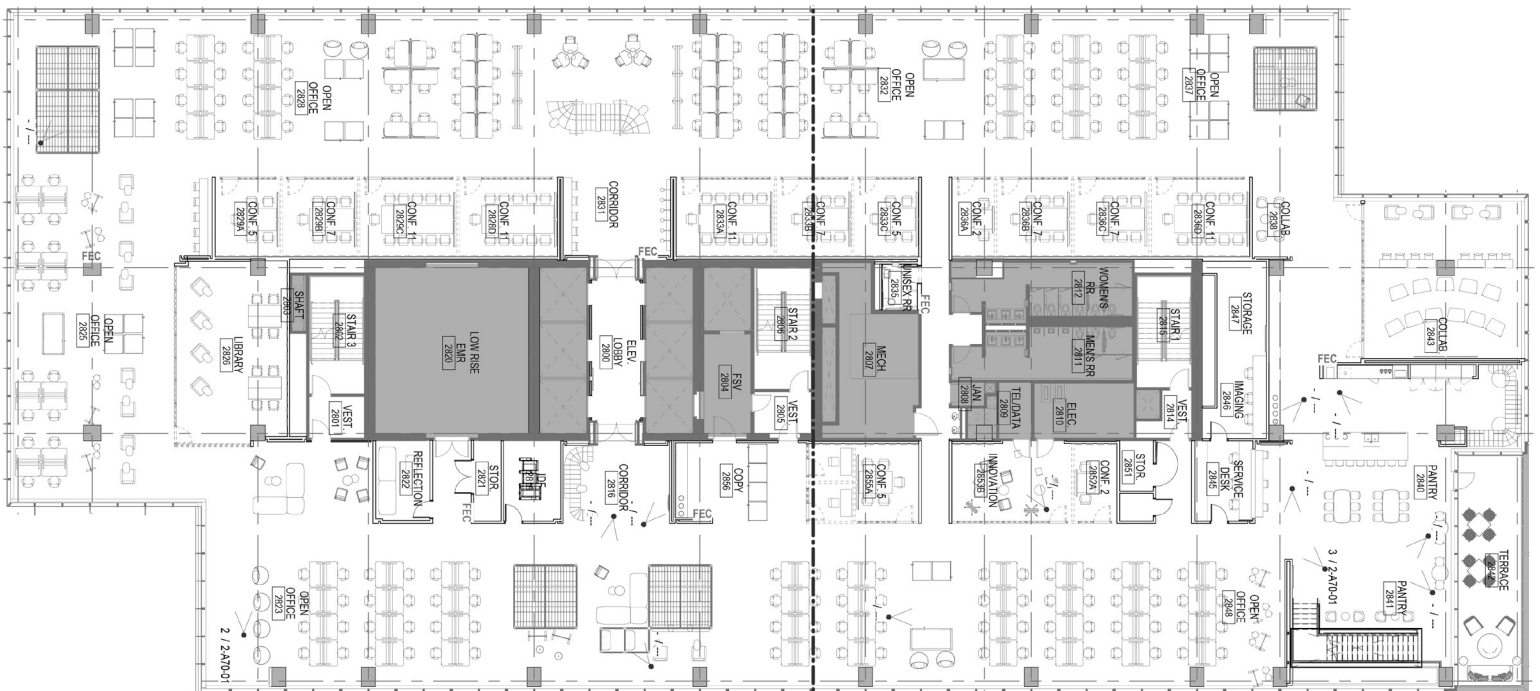 OPEN
OFFICE
2828
OPEN
OFFICE
2832
OPEN
OFFICE
2837
- / ---
CONF 5
2829A
CONF 7
2829B
CONF 11
2829C
CONF 11
2828D
CORRIDOR
2831
CONF 11
2833A
CONF 7
2833B
CONF 5
2833C
CONF 2
2836A
CONF 7
2836B
CONF 7
2836C
CONF 11
2836D
COLLAB
2838
FEC
FEC
SHAFT
2803
STAIR 3
2802
LOW RISE
EMR
2820
ELEV
LOBBY
2800
FSV
2804
STAIR 2
2806
MECH
2807
UNISEX RR
2835
FEC
WOMEN'S
RR
2812
MEN'S RR
2811
STAIR 1
2815
STORAGE
2847
COLLAB
2843
OPEN
OFFICE
2825
LIBRARY
2826
VEST.
2801
VEST.
2805
JAN.
2808
TEL/DATA
2809
ELEC.
2810
VEST.
2814
IMAGING
2846
FEC
- / ---
- / ---
REFLECTION
2822
STOR
2821
FEC
IDF
CORRIDOR
2816
- / ---
- / ---
COPY
2856
FEC
CONF 5
2855A
INNOVATION
2853B
- / ---
CONF 2
2852A
STOR.
2851
SERVICE
DESK
2845
- / ---
PANTRY
2840
- / ---
TERRACE
2842
OPEN
OFFICE
2823
2 / 2-A70-01
- / ---
- / ---
OPEN
OFFICE
2848
3 / 2-A70-01
PANTRY
2841
- / ---